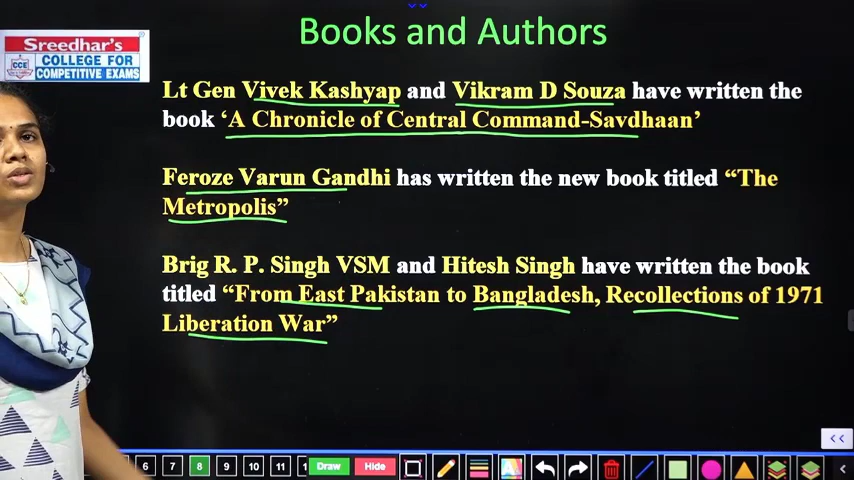 Books and Authors
Sreedhar's
CCE
COLLEGE FOR
COMPETITIVE EXAMS
Lt Gen Vivek Kashyap and Vikram D Souza have written the
book ‘A Chronicle of Central Command-Savdhaan’
Feroze Varun Gandhi has written the new book titled “The
Metropolis”
Brig R. P. Singh VSM and Hitesh Singh have written the book
titled “From East Pakistan to Bangladesh, Recollections of 1971
Liberation War”
6 7 8 9 10 11 1 Draw Hide